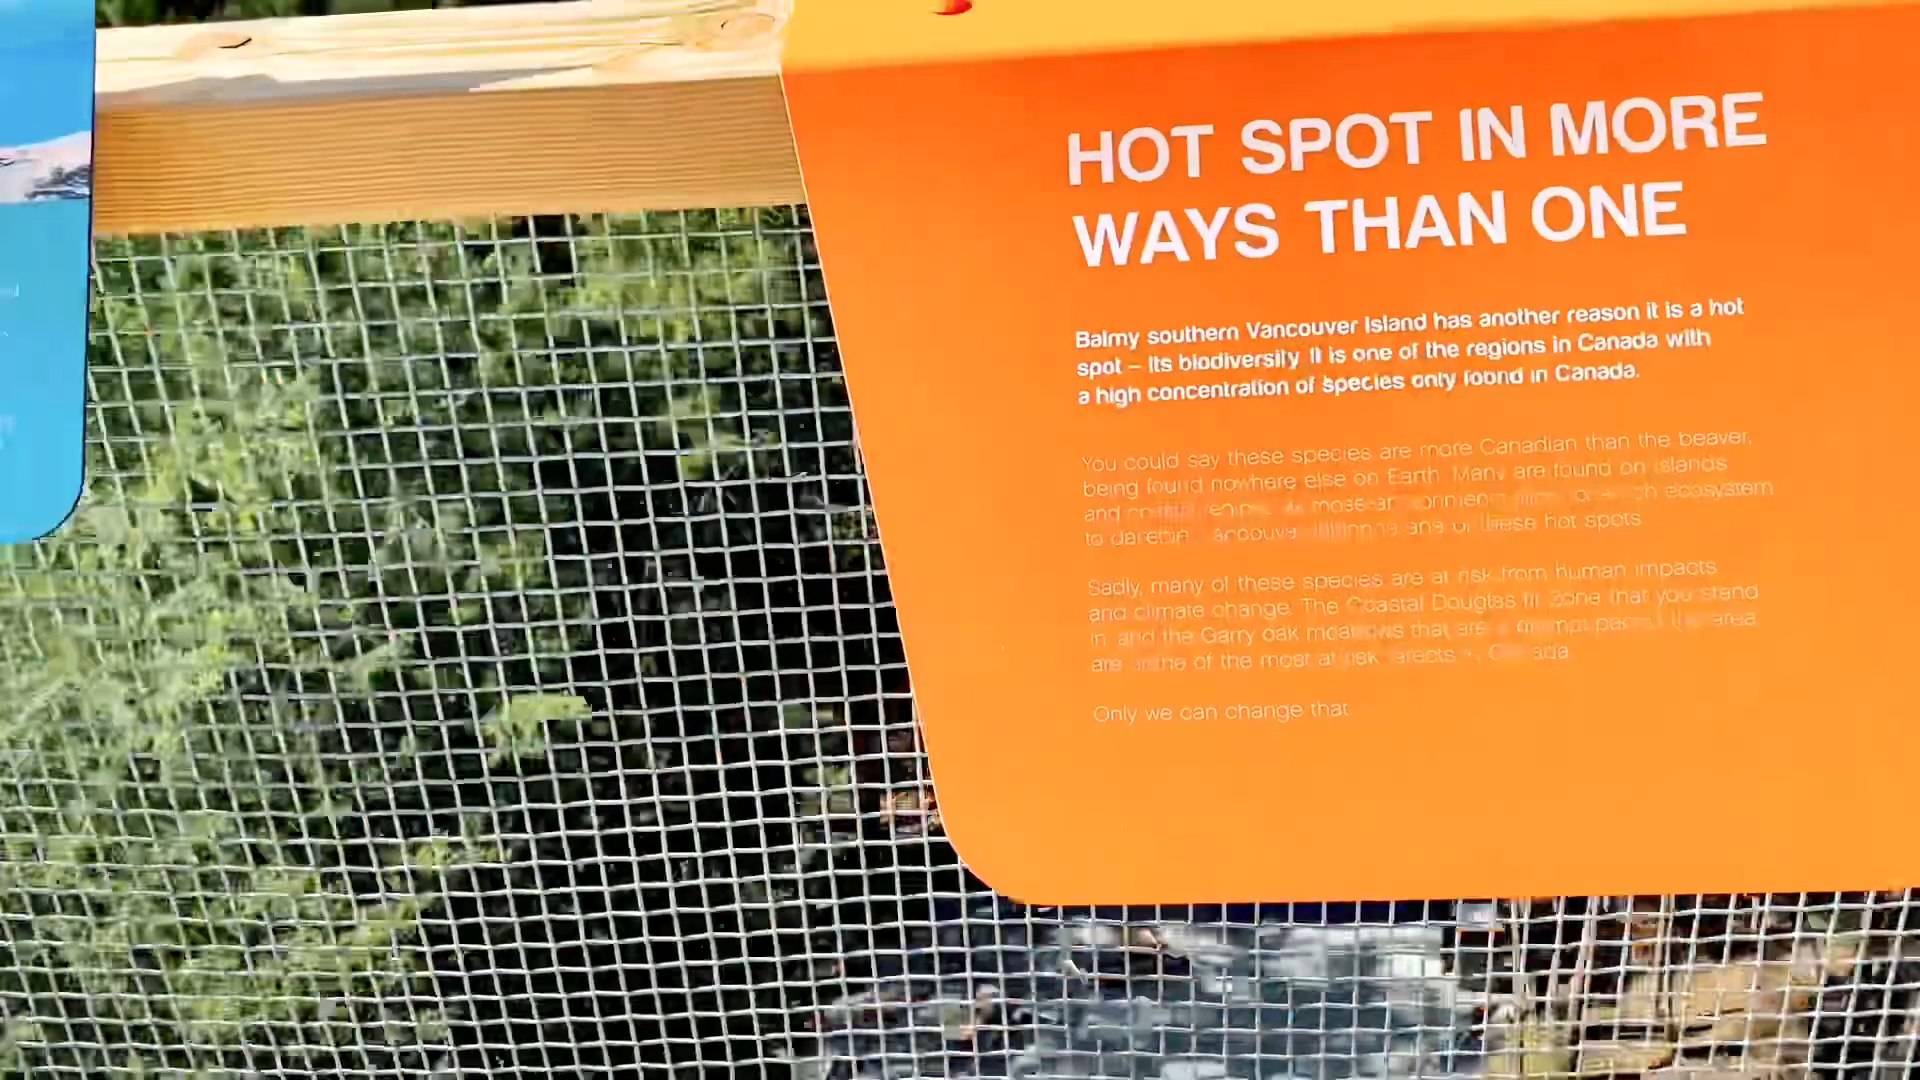 HOT SPOT IN MORE
WAYS THAN ONE
Balmy southern Vancouver Island has another reason it is a hot
spot – its biodiversity It is one of the regions in Canada with
a high concentration of species only found in Canada.
You could say these species are more Canadian than the beaver,
being found nowhere else on Earth. Many are found on islands
and ecosystem
to these hot spots
Sadly, many of these species are at risk from human impacts
and climate change. The Coastal Douglas fir Zone that you stand
in and the Garry oak meadows that are area
are of the most at risk
Only we can change that